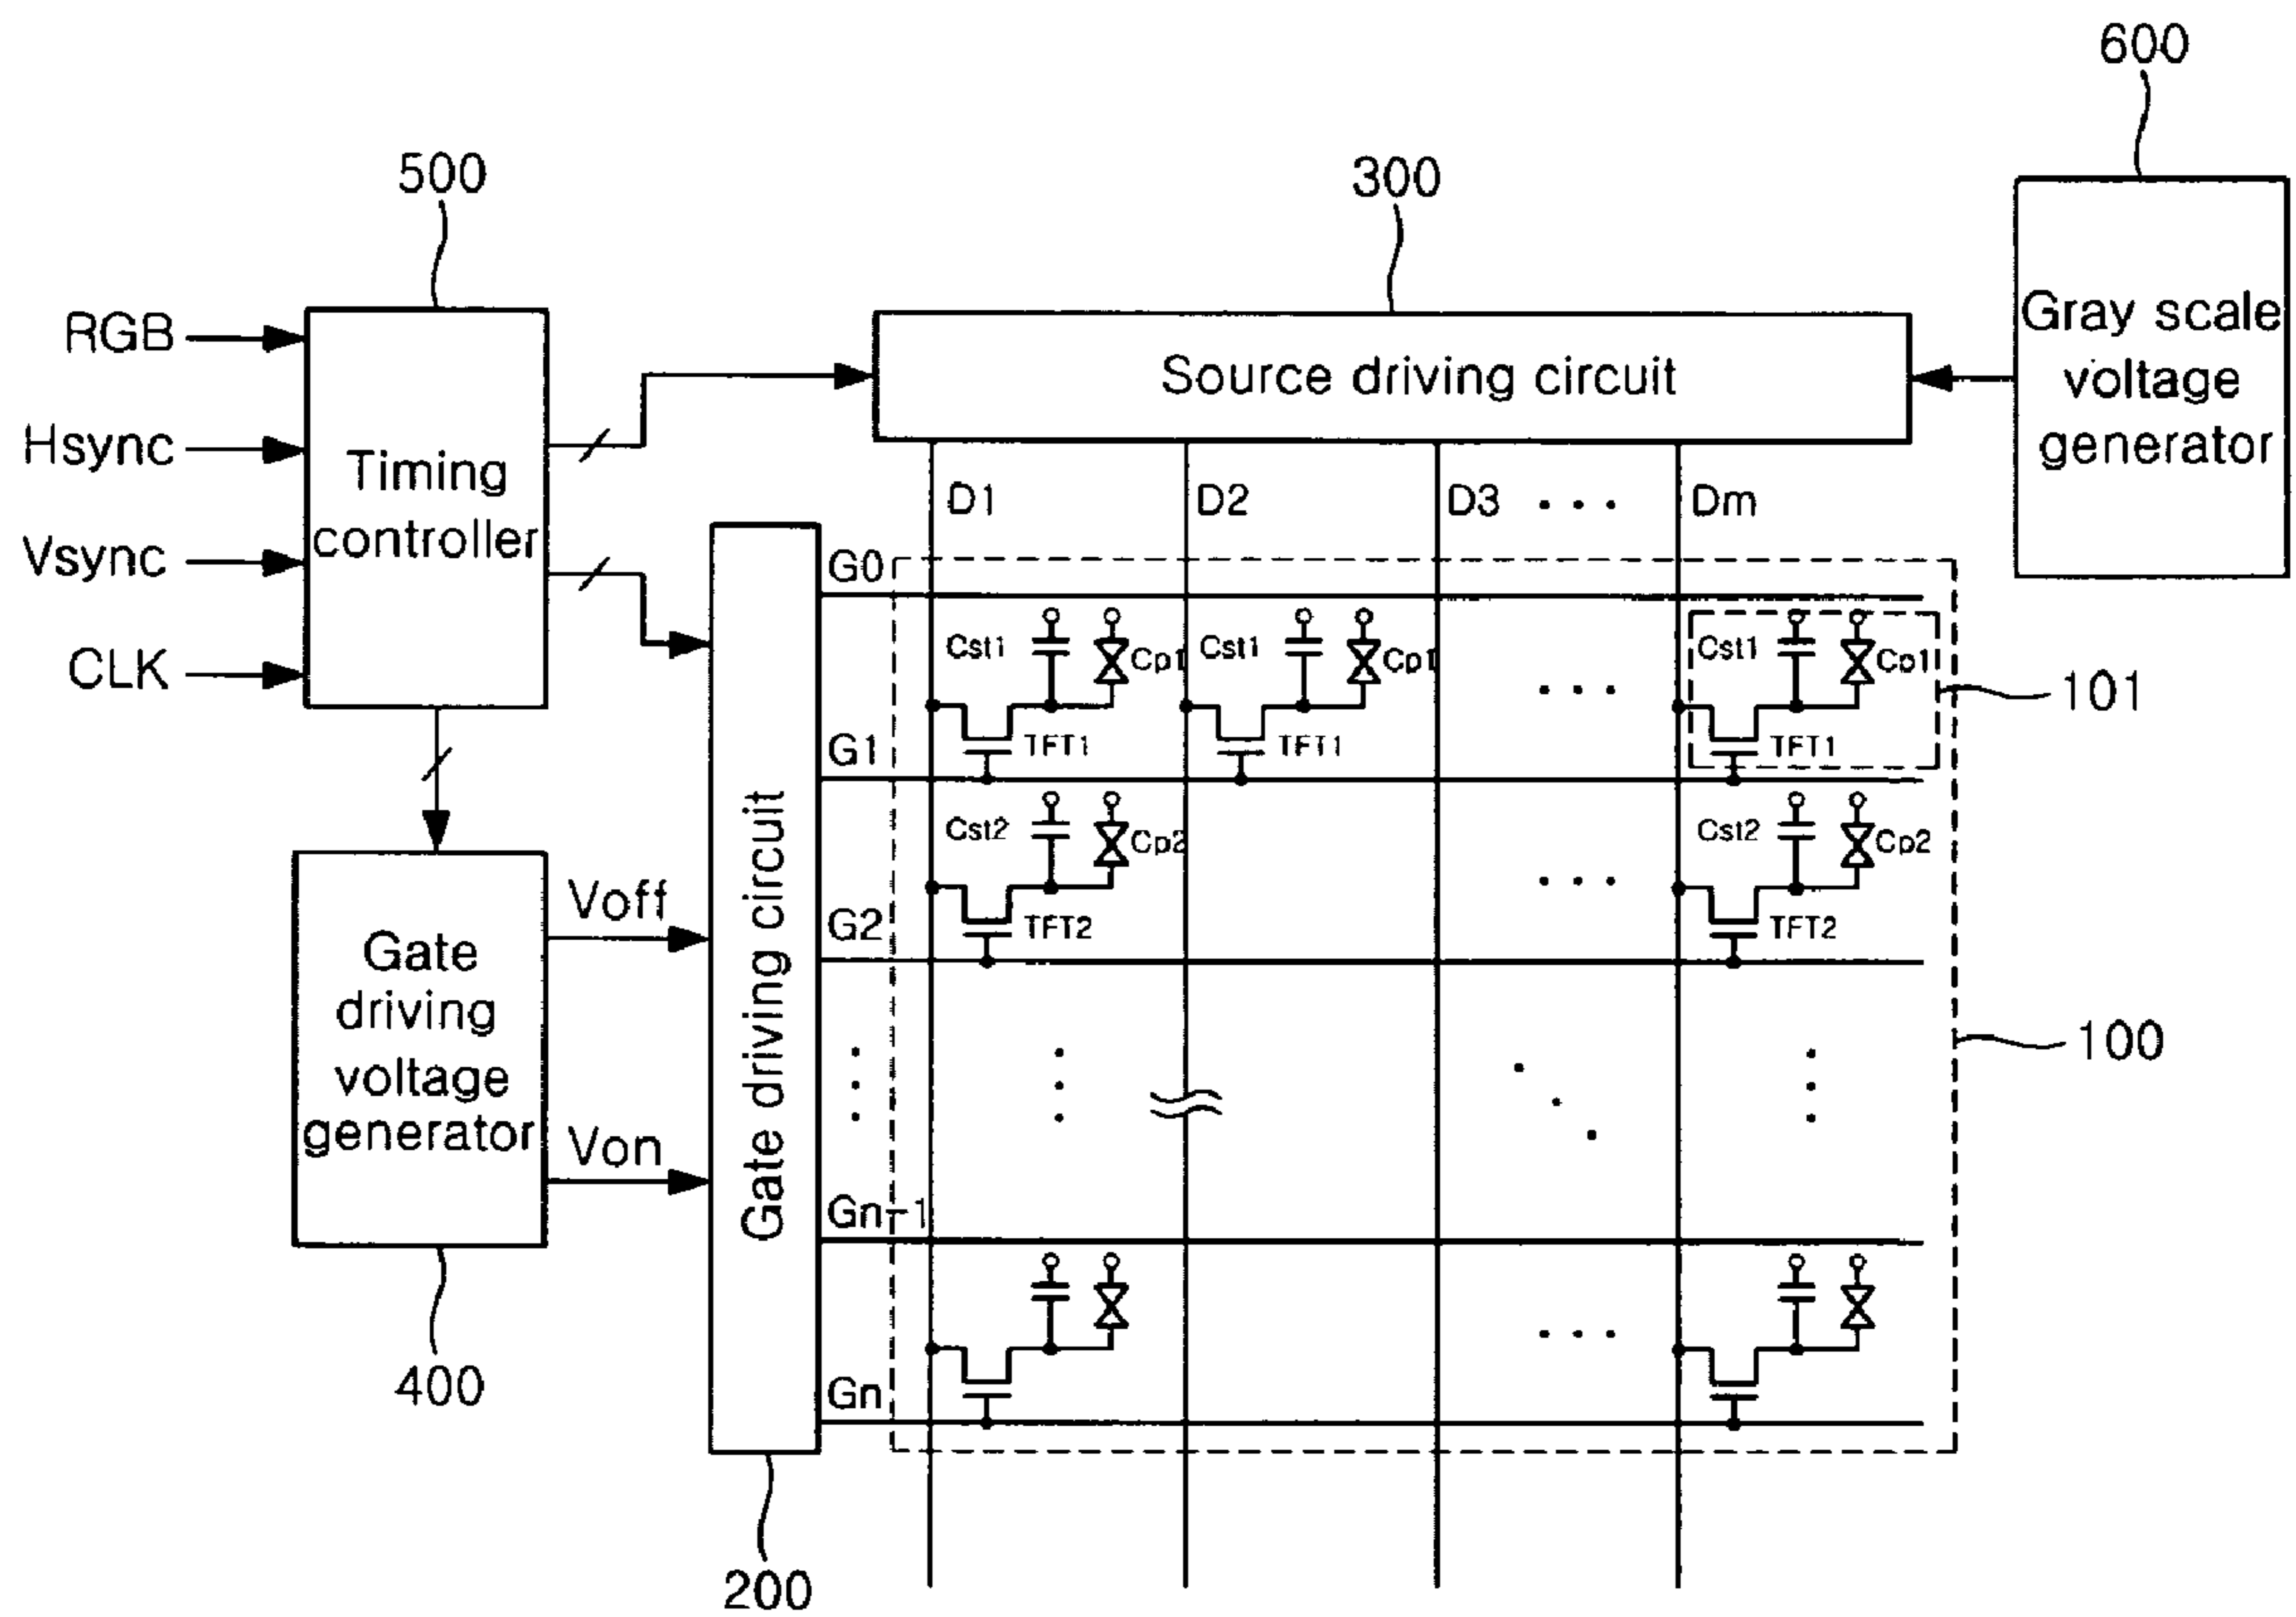 600
500
300
RGB
Hsync
Vsync
CLK
Timing
controller
Source driving circuit
Gray scale
voltage
generator
D1
D2
D3
...
Dm
G0
Cst1
Cp1
Cst1
Cp1
...
Cst1
Cp1
101
G1
TFT1
TFT1
TFT1
Cst2
Cp2
...
Cst2
Cp2
G2
TFT2
TFT2
Gate
driving
voltage
generator
Voff
Von
Gate driving circuit
100
Gn-1
...
Gn
400
200